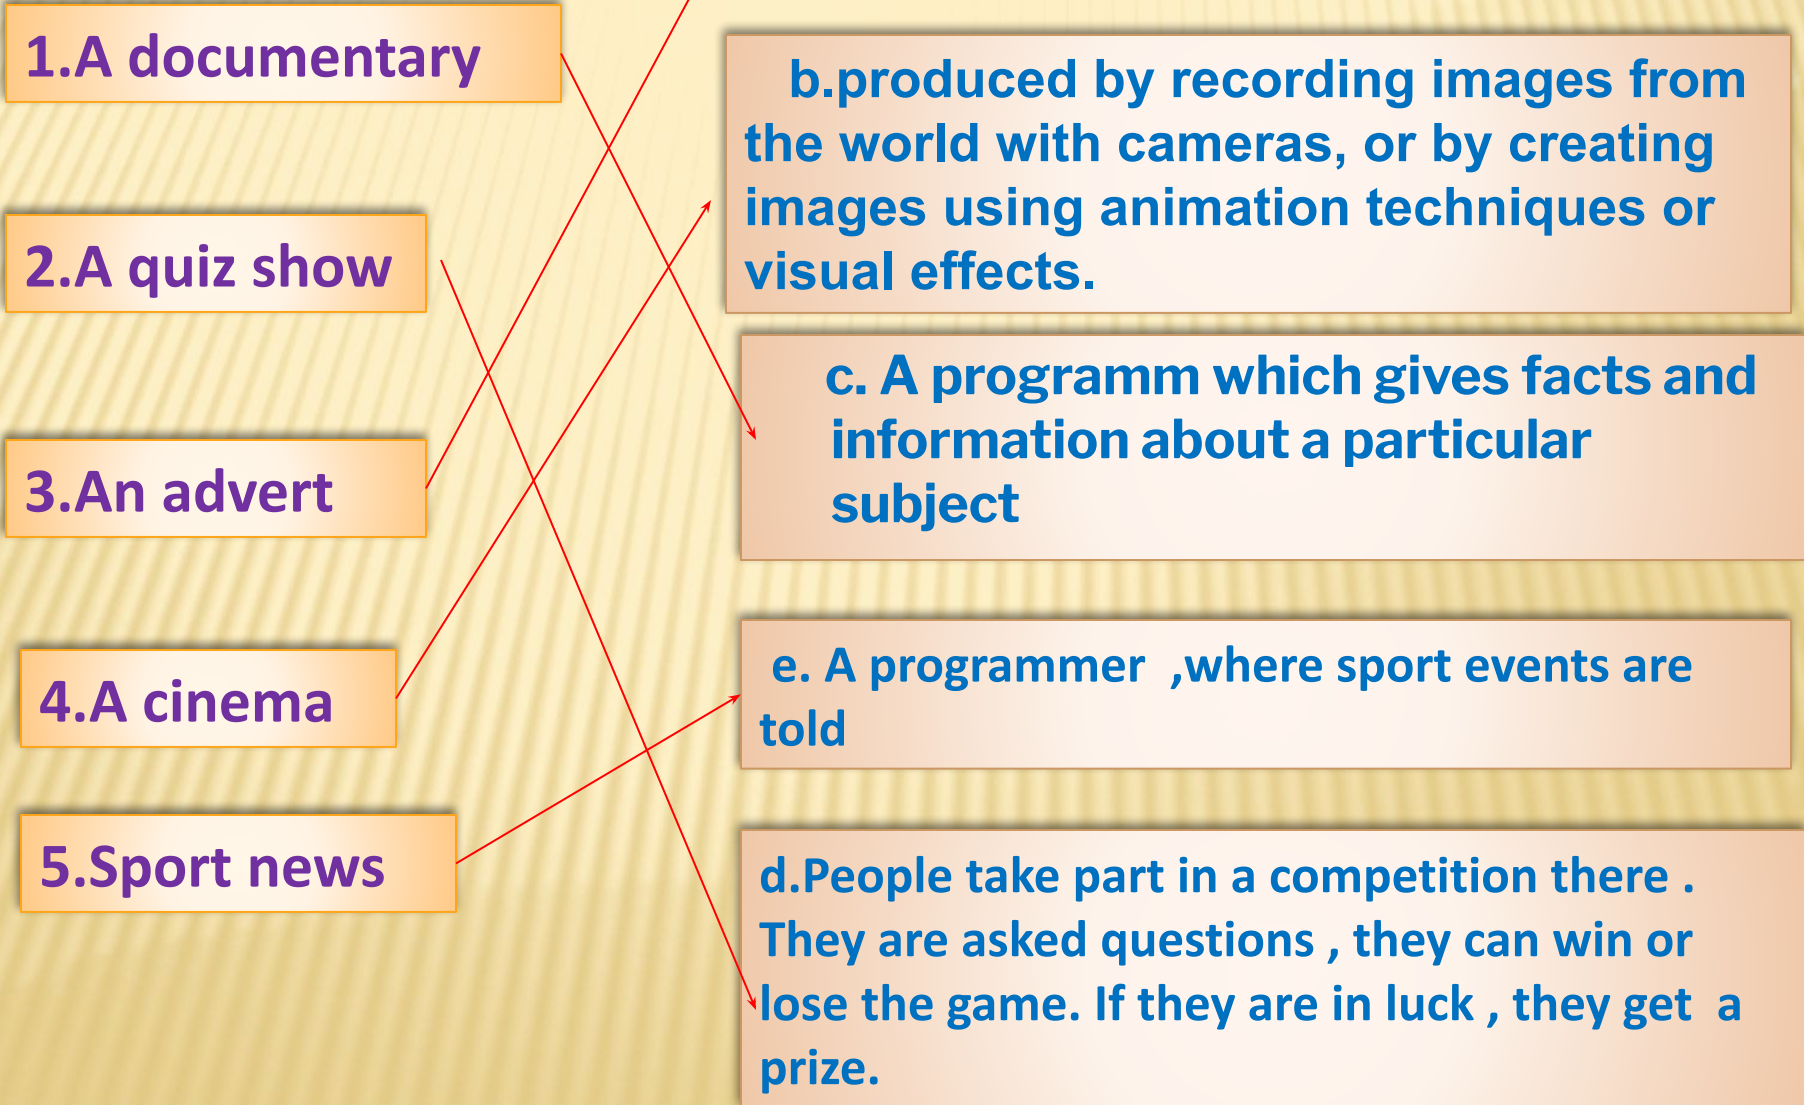 1.A documentary
2.A quiz show
3.An advert
4.A cinema
5.Sport news
b.produced by recording images from
the world with cameras, or by creating
images using animation techniques or
visual effects.
c. A programm which gives facts and
information about a particular
subject
e. A programmer ,where sport events are
told
d.People take part in a competition there .
They are asked questions , they can win or
lose the game. If they are in luck , they get a
prize.